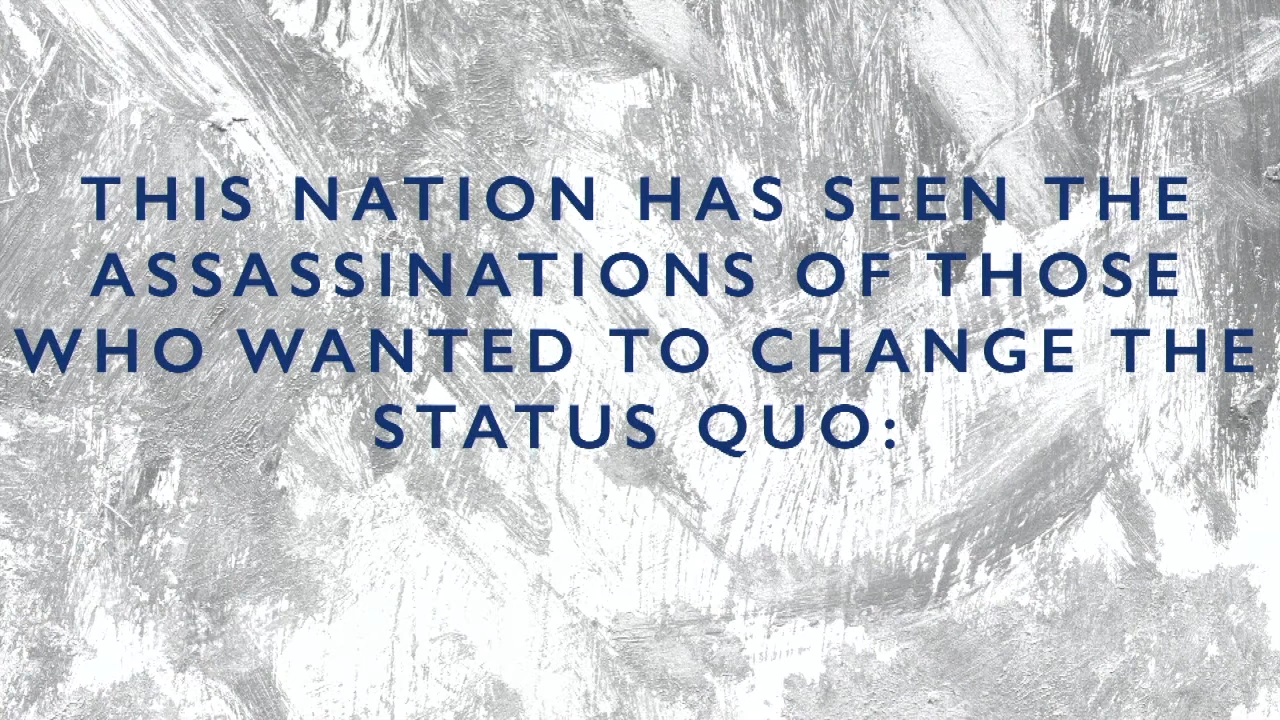 THIS NATION HAS SEEN THE
ASSASSINATIONS OF THOSE
WHO WANTED TO CHANGE THE
STATUS QUO: